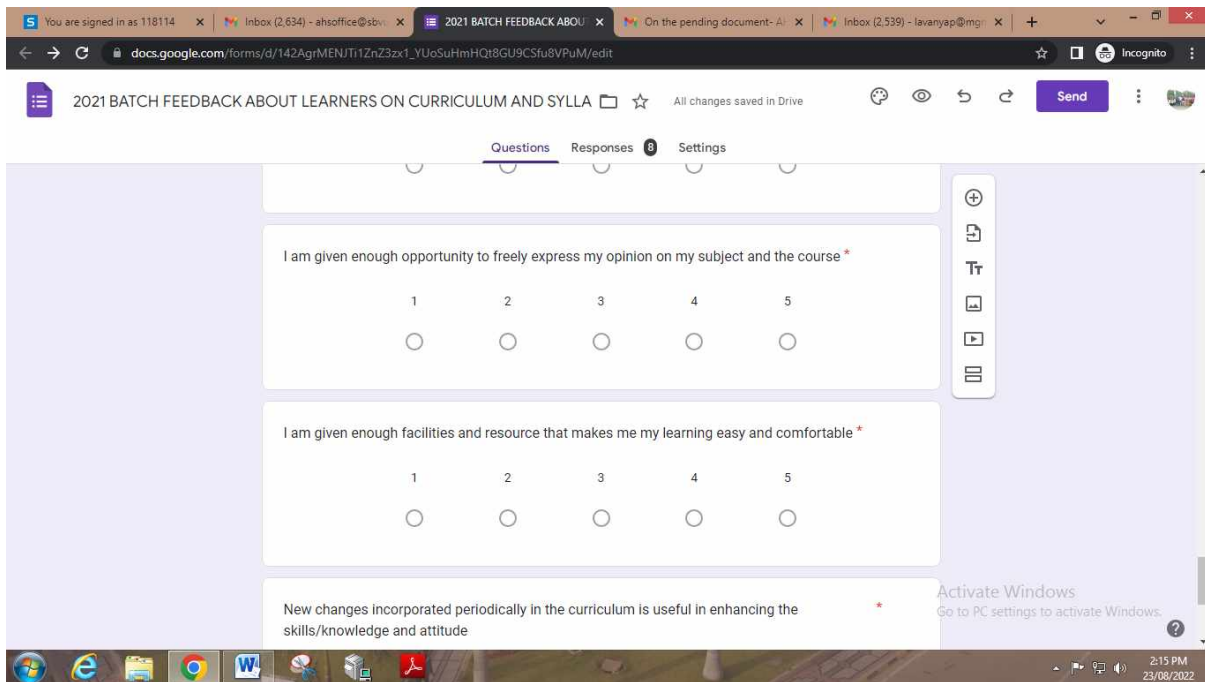 You are signed in as 118114
Inbox (2,634) - ahsoffice@sbvu
2021 BATCH FEEDBACK ABOU
On the pending document- Al
Inbox (2,539) - lavanyap@mgm
docs.google.com/forms/d/142AgrMENJTi1ZnZ3zx1_YUoSuHmHQt8GU9CSfu8VPuM/edit
Incognito
2021 BATCH FEEDBACK ABOUT LEARNERS ON CURRICULUM AND SYLLA
All changes saved in Drive
Send
Questions Responses 8 Settings
I am given enough opportunity to freely express my opinion on my subject and the course *
1 2 3 4 5
I am given enough facilities and resource that makes me my learning easy and comfortable *
1 2 3 4 5
New changes incorporated periodically in the curriculum is useful in enhancing the *
skills/knowledge and attitude
Activate Windows
Go to PC settings to activate Windows.
2:15 PM
23/08/2022